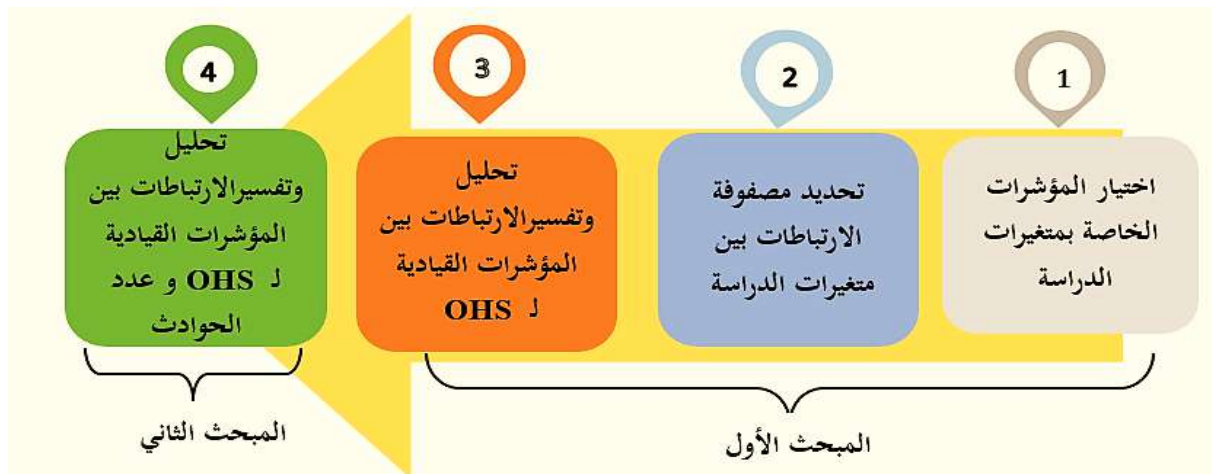 1
اختيار المؤشرات
الخاصة بمتغيرات
الدراسة
2
تحديد مصفوفة
الارتباطات بين
متغيرات الدراسة
3
تحليل
وتفسيرالارتباطات بين
المؤشرات القيادية
لـ OHS
4
تحليل
وتفسيرالارتباطات بين
المؤشرات القيادية
لـ OHS و عدد
الحوادث
المبحث الأول
المبحث الثاني